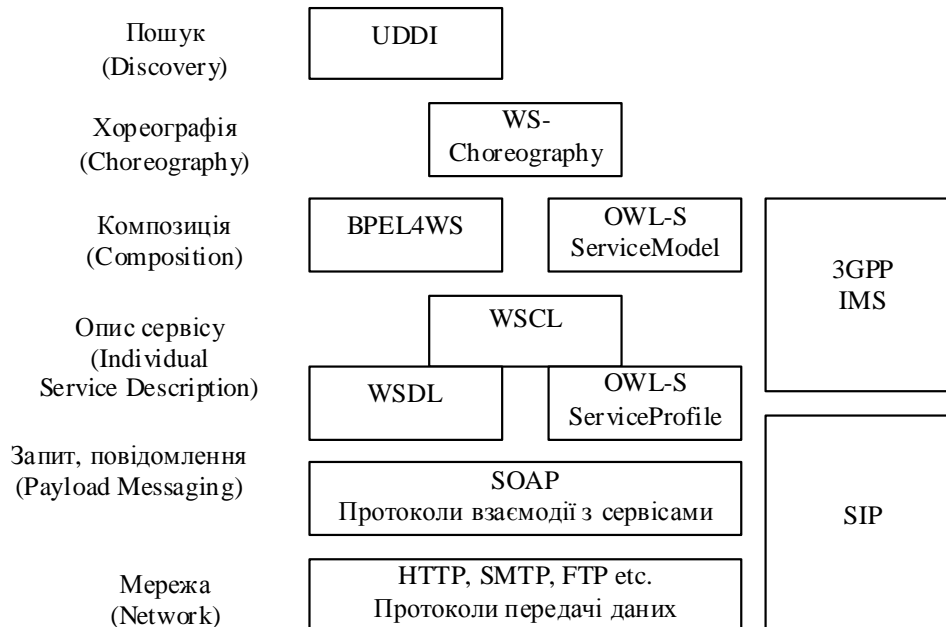 Пошук
(Discovery)
UDDI
Хореографія
(Choreography)
WS-
Choreography
Композиція
(Composition)
BPEL4WS
OWL-S
ServiceModel
3GPP
IMS
Опис сервісу
(Individual
Service Description)
WSCL
WSDL
OWL-S
ServiceProfile
Запит, повідомлення
(Payload Messaging)
SOAP
Протоколи взаємодії з сервісами
SIP
Мережа
(Network)
HTTP, SMTP, FTP etc.
Протоколи передачі даних